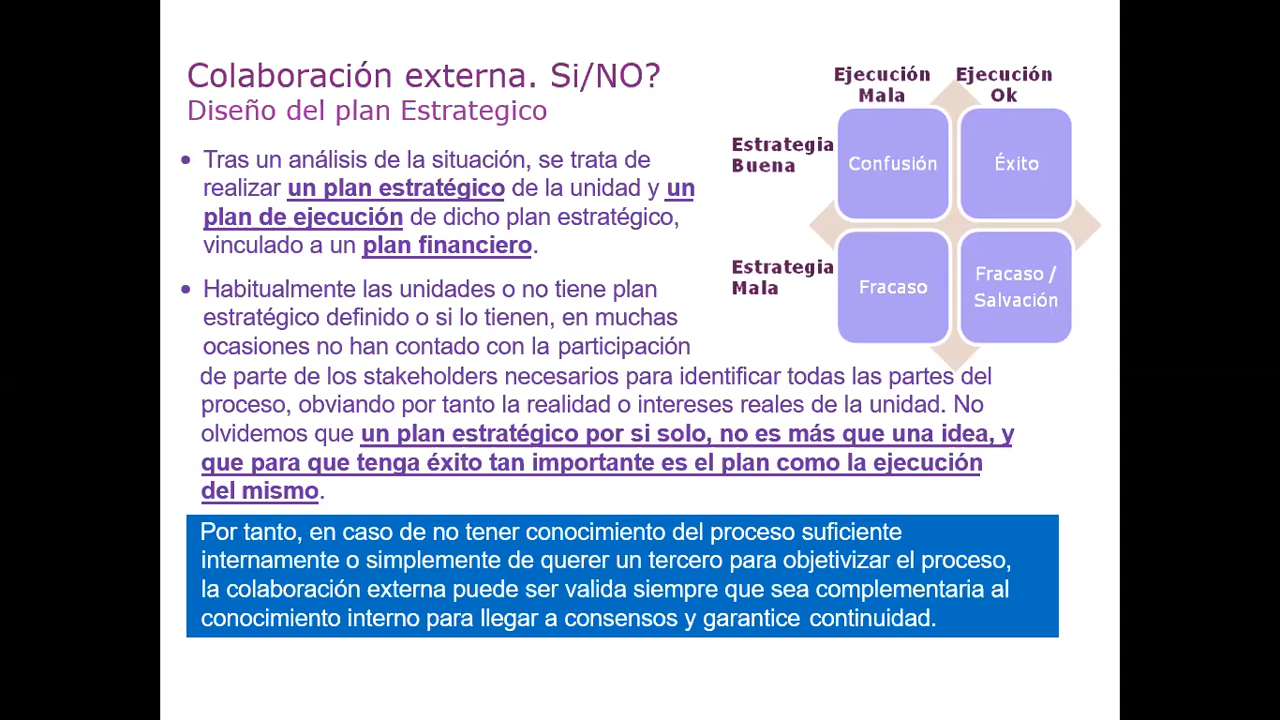 Colaboración externa. Si/NO?
Diseño del plan Estrategico
• Tras un análisis de la situación, se trata de
realizar un plan estratégico de la unidad y un
plan de ejecución de dicho plan estratégico,
vinculado a un plan financiero.
• Habitualmente las unidades o no tiene plan
estratégico definido o si lo tienen, en muchas
ocasiones no han contado con la participación
de parte de los stakeholders necesarios para identificar todas las partes del
proceso, obviando por tanto la realidad o intereses reales de la unidad. No
olvidemos que un plan estratégico por si solo, no es más que una idea, y
que para que tenga éxito tan importante es el plan como la ejecución
del mismo.
Ejecución
Mala
Ejecución
Ok
Estrategia
Buena
Confusión
Éxito
Estrategia
Mala
Fracaso
Fracaso /
Salvación
Por tanto, en caso de no tener conocimiento del proceso suficiente
internamente o simplemente de querer un tercero para objetivizar el proceso,
la colaboración externa puede ser valida siempre que sea complementaria al
conocimiento interno para llegar a consensos y garantice continuidad.